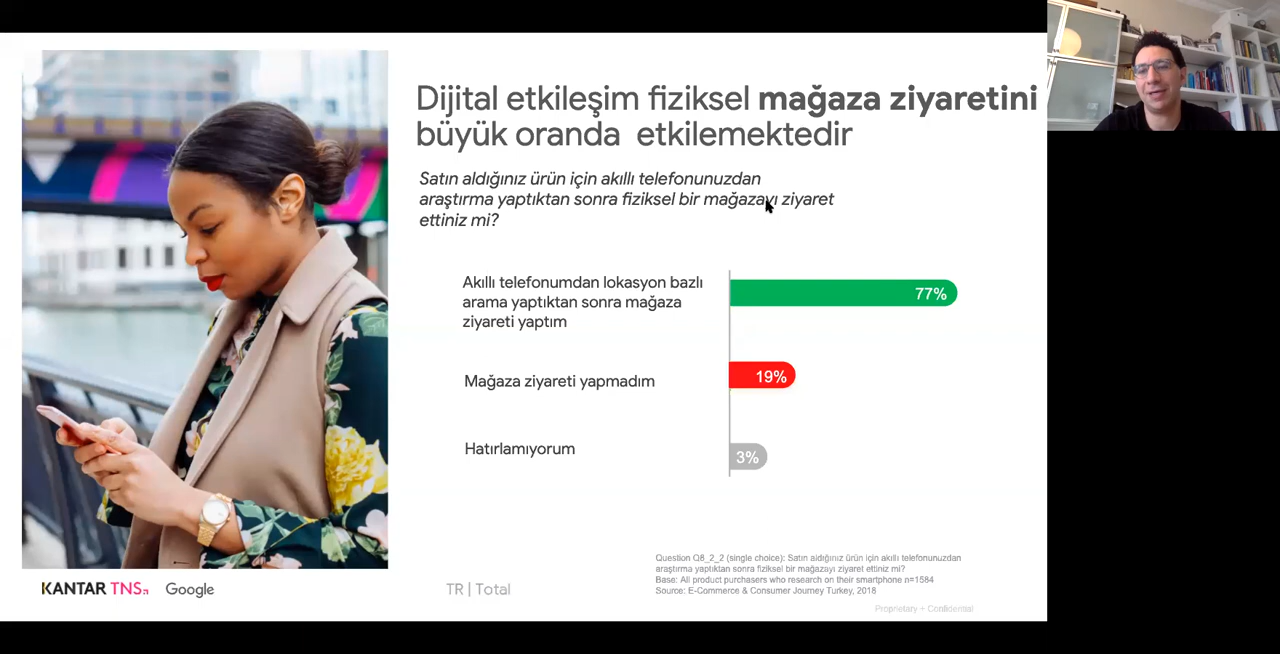 Dijital etkileşim fiziksel mağaza ziyaretini
büyük oranda etkilemektedir
Satın aldığınız ürün için akıllı telefonunuzdan
araştırma yaptıktan sonra fiziksel bir mağazayı ziyaret
ettiniz mi?
Akıllı telefonumdan lokasyon bazlı
arama yaptıktan sonra mağaza
ziyareti yaptım
77%
Mağaza ziyareti yapmadım
19%
Hatırlamıyorum
3%
Question Q8_2_2 (single choice): Satın aldığınız ürün için akıllı telefonunuzdan
araştırma yaptıktan sonra fiziksel bir mağazayı ziyaret ettiniz mi?
Base: All product purchasers who research on their smartphone n=1584
Source: E-Commerce & Consumer Journey Turkey, 2018
KANTAR TNS
Google
TR | Total
Proprietary + Confidential